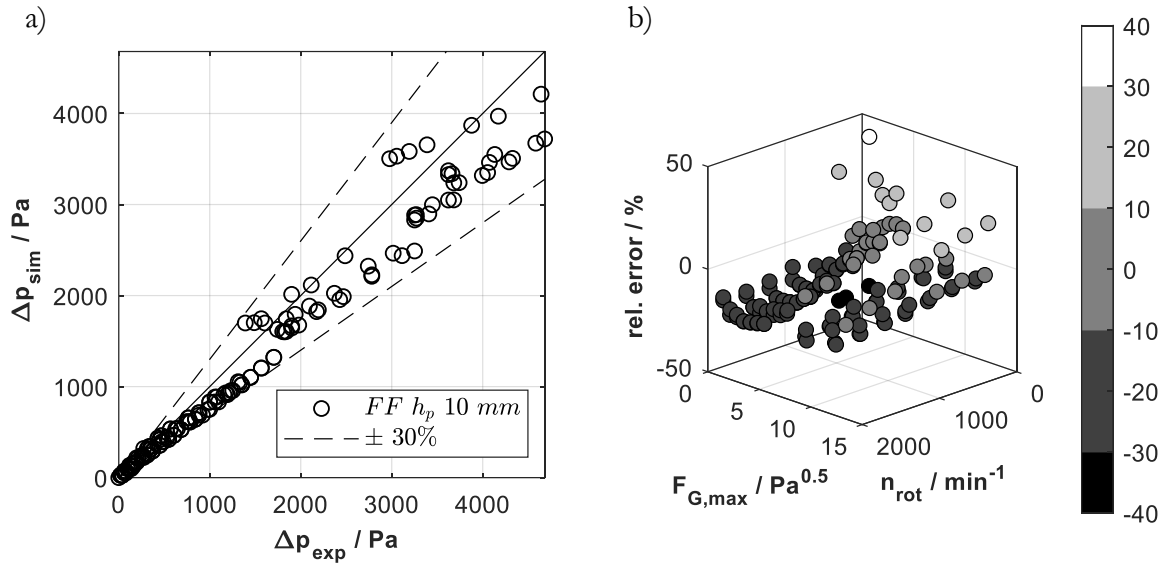 a)
4000
3000
2000
1000
0
0 1000 2000 3000 4000
Δp_sim / Pa
Δp_exp / Pa
FF h_p 10 mm
± 30%
b)
50
0
-50
rel. error / %
0
5
10
15
F_G,max / Pa^0.5
2000
1000
0
n_rot / min^-1
40
30
20
10
0
-10
-20
-30
-40